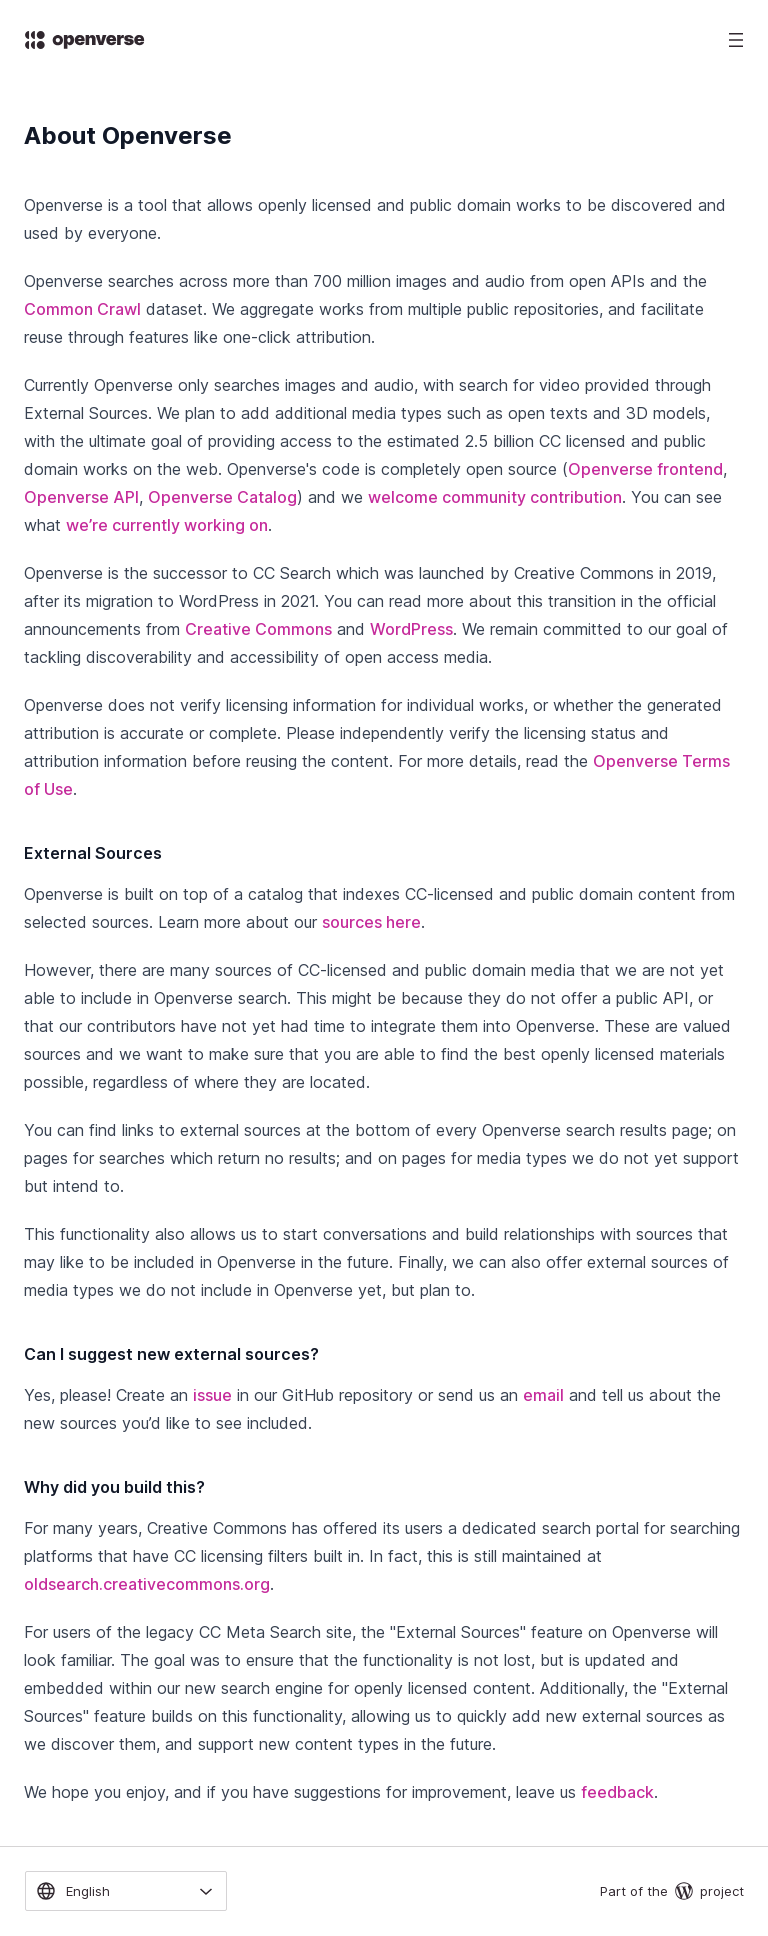 openverse
About Openverse
Openverse is a tool that allows openly licensed and public domain works to be discovered and
used by everyone.
Openverse searches across more than 700 million images and audio from open APIs and the
Common Crawl dataset. We aggregate works from multiple public repositories, and facilitate
reuse through features like one-click attribution.
Currently Openverse only searches images and audio, with search for video provided through
External Sources. We plan to add additional media types such as open texts and 3D models,
with the ultimate goal of providing access to the estimated 2.5 billion CC licensed and public
domain works on the web. Openverse's code is completely open source (Openverse frontend,
Openverse API, Openverse Catalog) and we welcome community contribution. You can see
what we’re currently working on.
Openverse is the successor to CC Search which was launched by Creative Commons in 2019,
after its migration to WordPress in 2021. You can read more about this transition in the official
announcements from Creative Commons and WordPress. We remain committed to our goal of
tackling discoverability and accessibility of open access media.
Openverse does not verify licensing information for individual works, or whether the generated
attribution is accurate or complete. Please independently verify the licensing status and
attribution information before reusing the content. For more details, read the Openverse Terms
of Use.
External Sources
Openverse is built on top of a catalog that indexes CC-licensed and public domain content from
selected sources. Learn more about our sources here.
However, there are many sources of CC-licensed and public domain media that we are not yet
able to include in Openverse search. This might be because they do not offer a public API, or
that our contributors have not yet had time to integrate them into Openverse. These are valued
sources and we want to make sure that you are able to find the best openly licensed materials
possible, regardless of where they are located.
You can find links to external sources at the bottom of every Openverse search results page; on
pages for searches which return no results; and on pages for media types we do not yet support
but intend to.
This functionality also allows us to start conversations and build relationships with sources that
may like to be included in Openverse in the future. Finally, we can also offer external sources of
media types we do not include in Openverse yet, but plan to.
Can I suggest new external sources?
Yes, please! Create an issue in our GitHub repository or send us an email and tell us about the
new sources you’d like to see included.
Why did you build this?
For many years, Creative Commons has offered its users a dedicated search portal for searching
platforms that have CC licensing filters built in. In fact, this is still maintained at
oldsearch.creativecommons.org.
For users of the legacy CC Meta Search site, the "External Sources" feature on Openverse will
look familiar. The goal was to ensure that the functionality is not lost, but is updated and
embedded within our new search engine for openly licensed content. Additionally, the "External
Sources" feature builds on this functionality, allowing us to quickly add new external sources as
we discover them, and support new content types in the future.
We hope you enjoy, and if you have suggestions for improvement, leave us feedback.
English
Part of the project